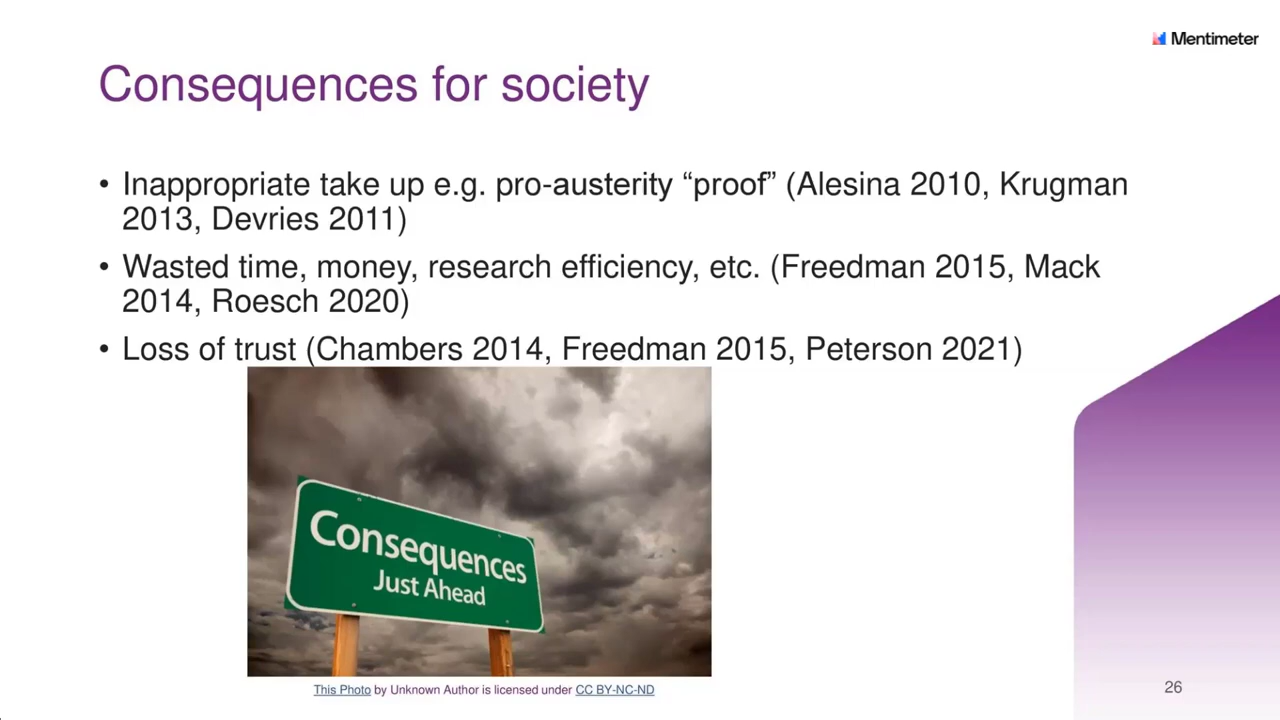 Mentimeter
Consequences for society
• Inappropriate take up e.g. pro-austerity “proof” (Alesina 2010, Krugman
2013, Devries 2011)
• Wasted time, money, research efficiency, etc. (Freedman 2015, Mack
2014, Roesch 2020)
• Loss of trust (Chambers 2014, Freedman 2015, Peterson 2021)
Consequences
Just Ahead
This Photo by Unknown Author is licensed under CC BY-NC-ND
26